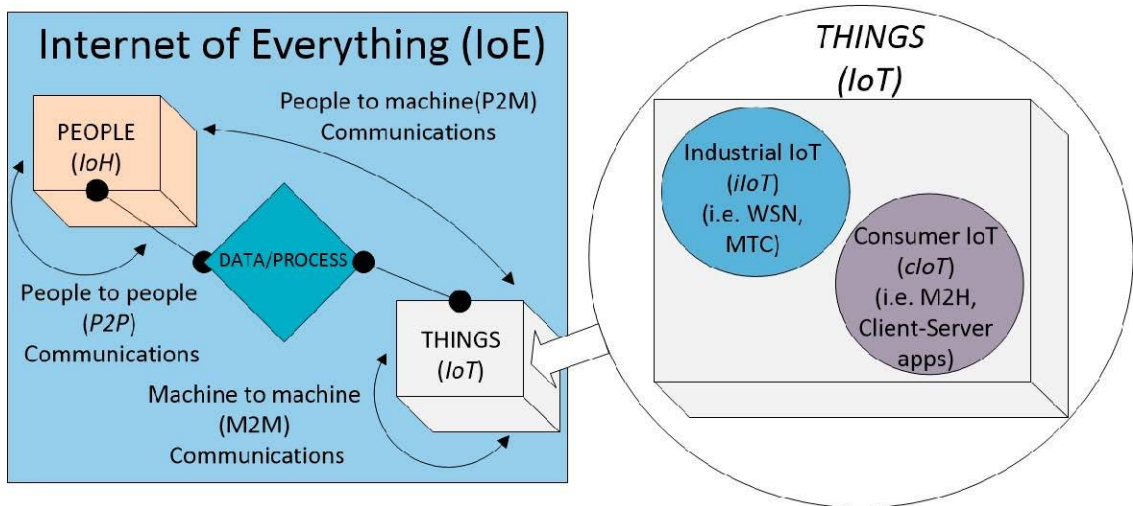 Internet of Everything (IoE)
PEOPLE
(IoH)
People to machine(P2M)
Communications
DATA/PROCESS
People to people
(P2P)
Communications
THINGS
(IoT)
Machine to machine
(M2M)
Communications
THINGS
(IoT)
Industrial IoT
(iIoT)
(i.e. WSN,
MTC)
Consumer IoT
(cIoT)
(i.e. M2H,
Client-Server
apps)